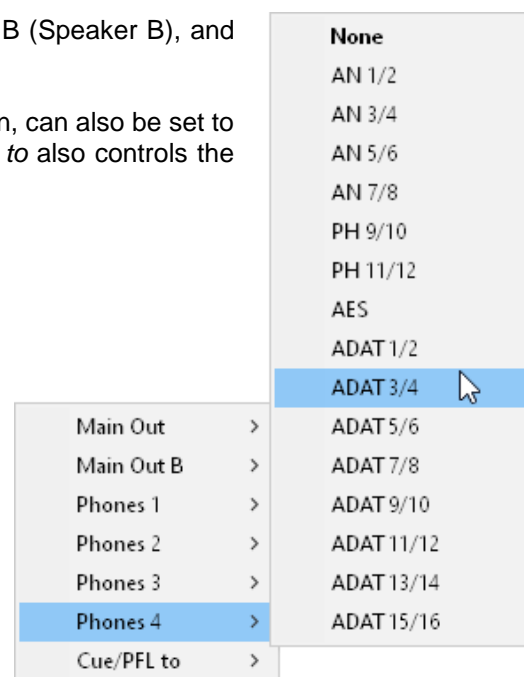 B (Speaker B), and
n, can also be set to
to also controls the
None
AN 1/2
AN 3/4
AN 5/6
AN 7/8
PH 9/10
PH 11/12
AES
ADAT 1/2
ADAT 3/4
ADAT 5/6
ADAT 7/8
ADAT 9/10
ADAT 11/12
ADAT 13/14
ADAT 15/16
Main Out >
Main Out B >
Phones 1 >
Phones 2 >
Phones 3 >
Phones 4 >
Cue/PFL to >